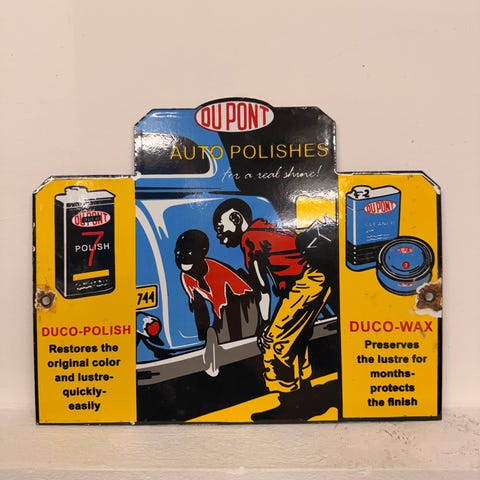 DU PONT
AUTO POLISHES
for a real shine!
DU PONT
7
POLISH
DUCO-POLISH
Restores the
original color
and lustre-
quickly-
easily
744
DU PONT
CLEANER
DUCO-WAX
Preserves
the lustre for
months-
protects
the finish